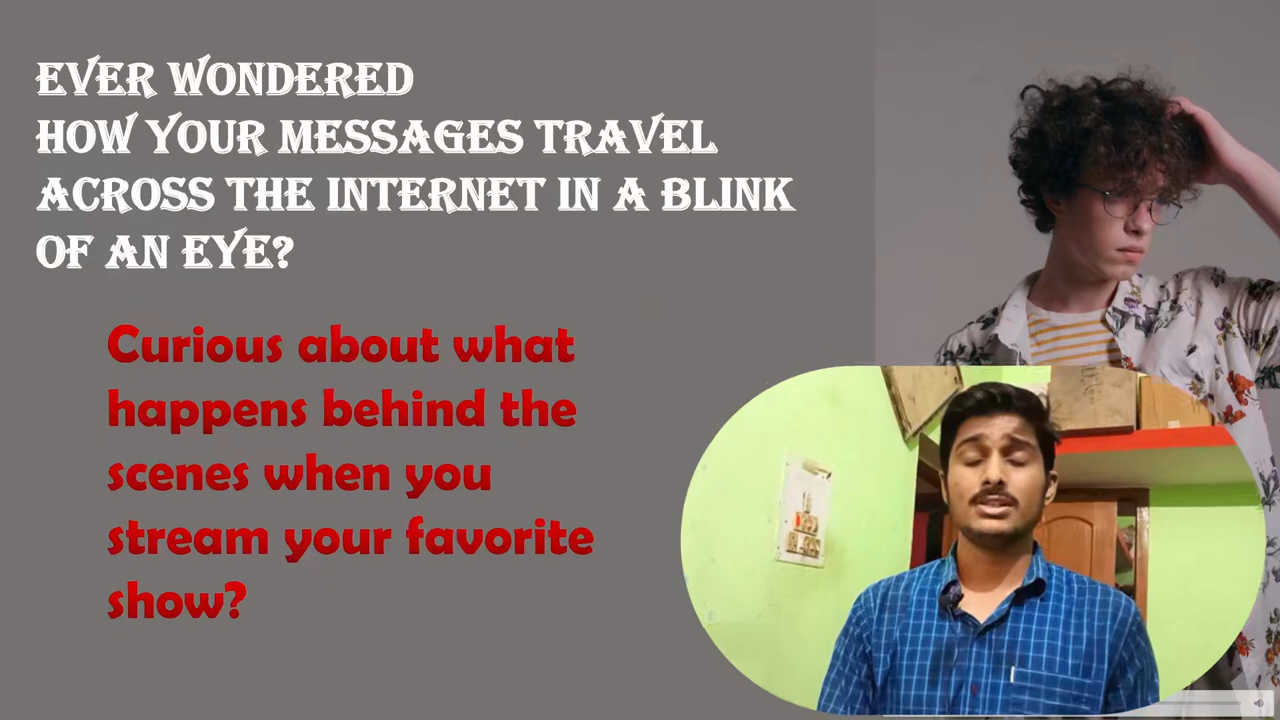 EVER WONDERED
HOW YOUR MESSAGES TRAVEL
ACROSS THE INTERNET IN A BLINK
OF AN EYE?
Curious about what
happens behind the
scenes when you
stream your favorite
show?